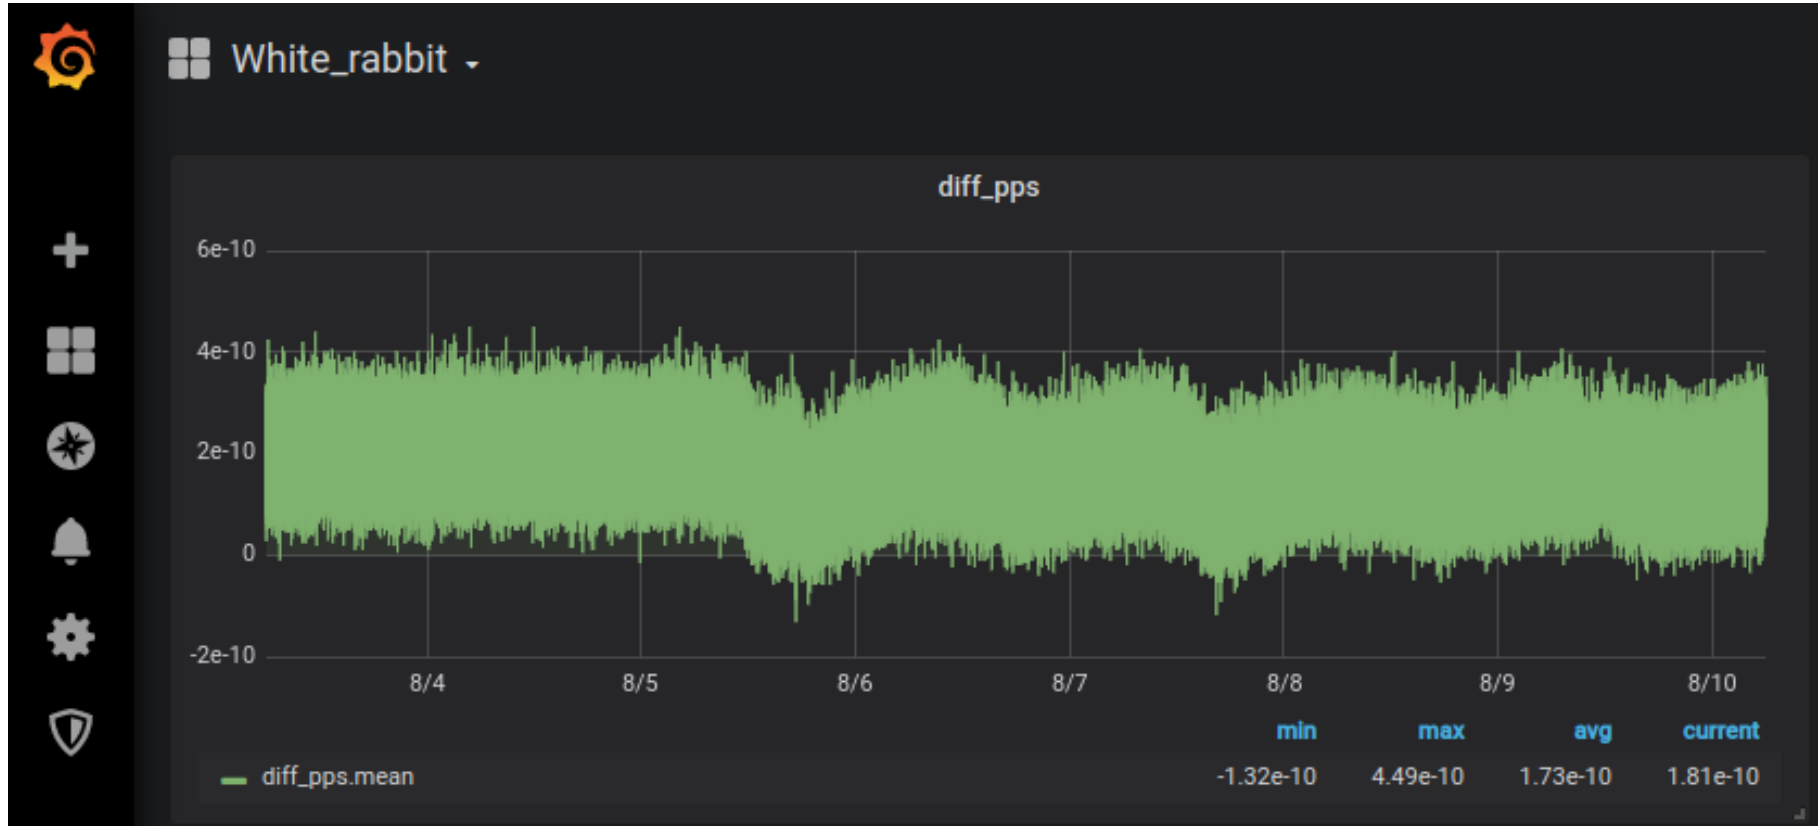 White_rabbit
diff_pps
6e-10
4e-10
2e-10
0
-2e-10
8/4 8/5 8/6 8/7 8/8 8/9 8/10
min max avg current
diff_pps.mean -1.32e-10 4.49e-10 1.73e-10 1.81e-10